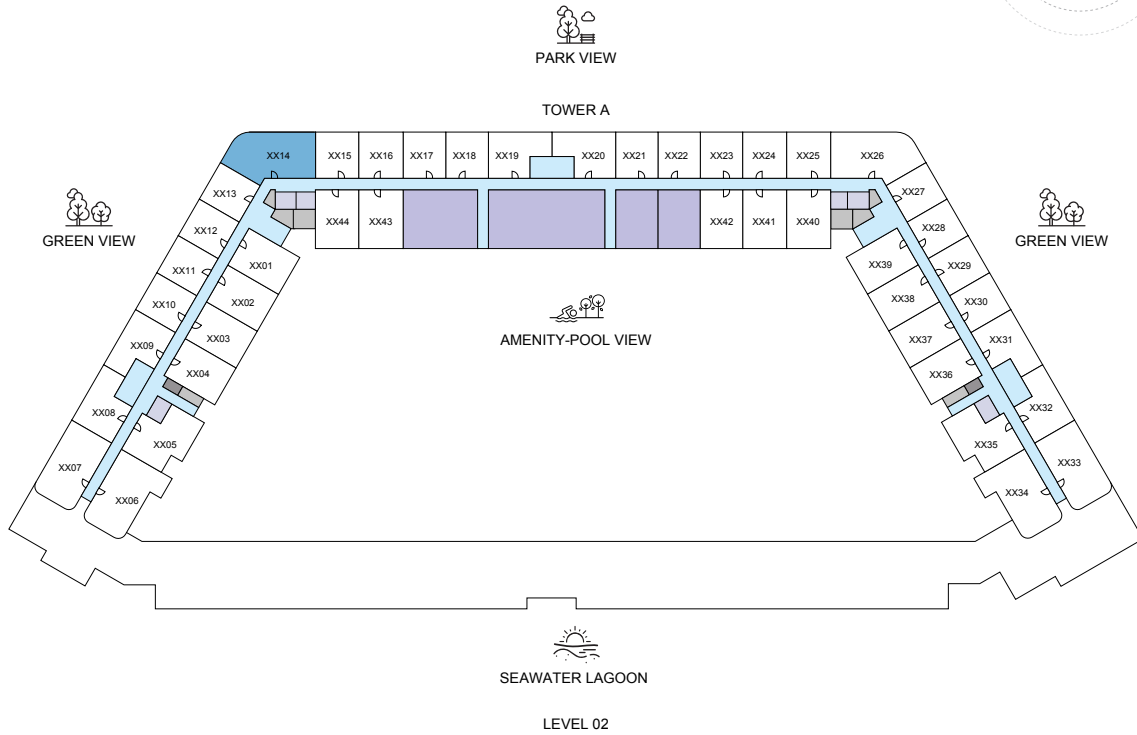 PARK VIEW
TOWER A
XX14
XX15
XX16
XX17
XX18
XX19
XX20
XX21
XX22
XX23
XX24
XX25
XX26
XX13
XX27
XX44
XX43
XX42
XX41
XX40
XX12
XX28
GREEN VIEW
GREEN VIEW
XX11
XX01
XX39
XX29
XX10
XX02
XX38
XX30
XX09
XX03
AMENITY-POOL VIEW
XX37
XX31
XX04
XX36
XX08
XX32
XX05
XX35
XX07
XX33
XX06
XX34
SEAWATER LAGOON
LEVEL 02